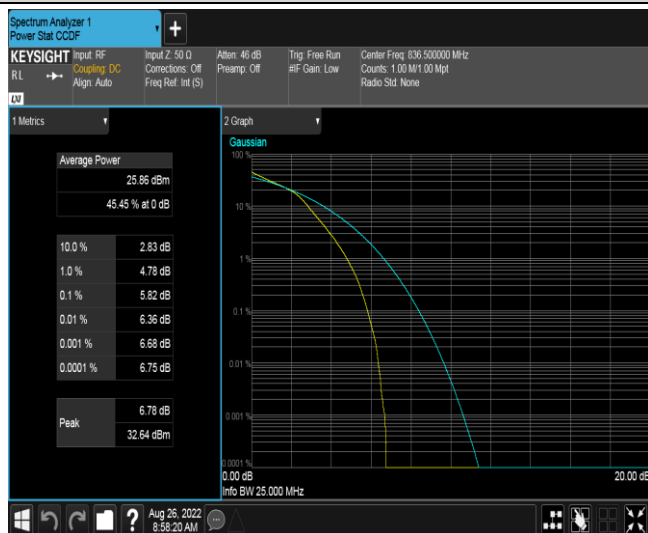 Spectrum Analyzer 1
Power Stat CCDF
KEYSIGHT
RL
LXI
Input: RF
Coupling: DC
Align: Auto
Input Z: 50 Ω
Corrections: Off
Freq Ref: Int (S)
Atten: 46 dB
Preamp: Off
Trig: Free Run
#IF Gain: Low
Center Freq: 836.500000 MHz
Counts: 1.00 M/1.00 Mpt
Radio Std: None
1 Metrics
Average Power
25.86 dBm
45.45 % at 0 dB
10.0 % 2.83 dB
1.0 % 4.78 dB
0.1 % 5.82 dB
0.01 % 6.36 dB
0.001 % 6.68 dB
0.0001 % 6.75 dB
Peak 6.78 dB
32.64 dBm
2 Graph
Gaussian
100 %
10 %
1 %
0.1 %
0.01 %
0.001 %
0.0001 %
0.00 dB 20.00 dB
Info BW 25.000 MHz
? Aug 26, 2022
8:58:20 AM